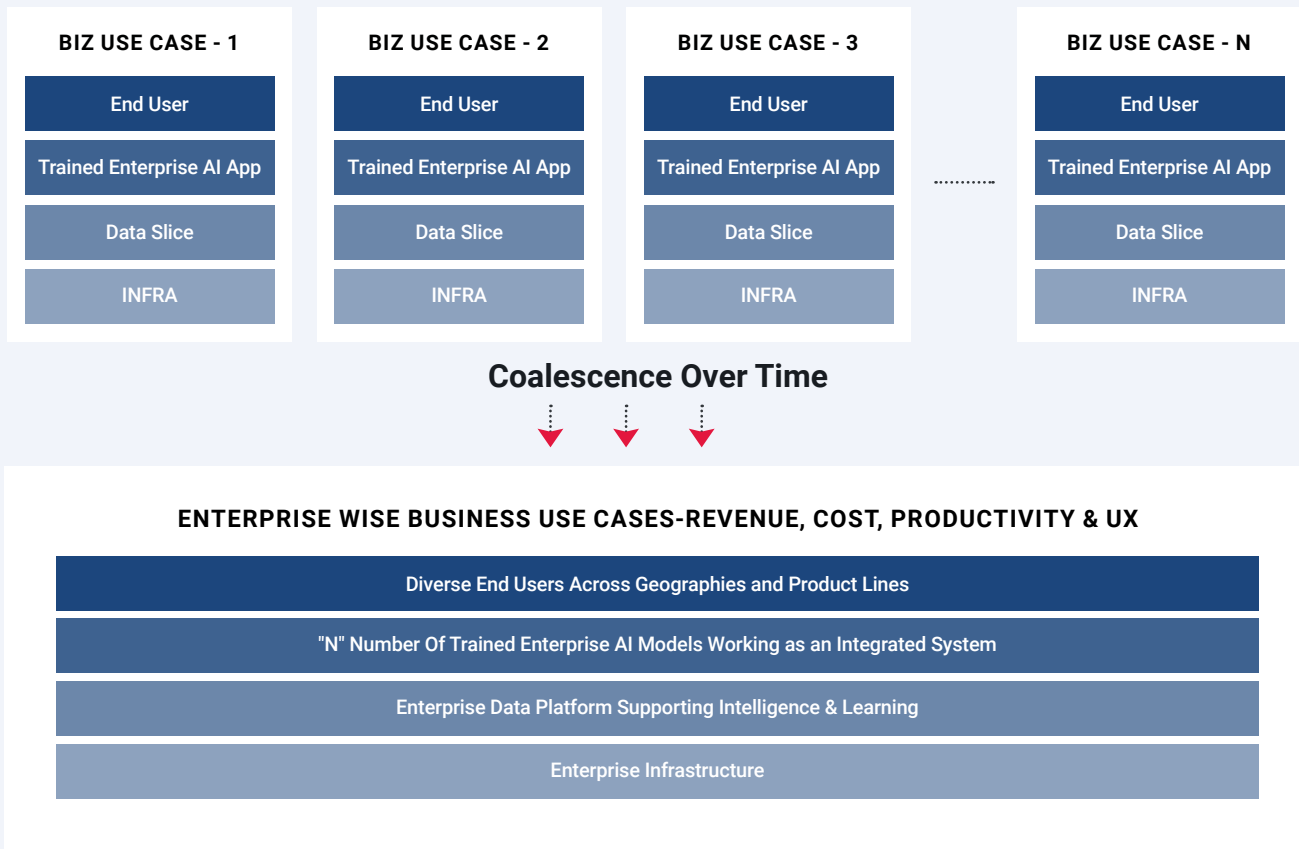 BIZ USE CASE - 1
End User
Trained Enterprise AI App
Data Slice
INFRA
BIZ USE CASE - 2
End User
Trained Enterprise AI App
Data Slice
INFRA
BIZ USE CASE - 3
End User
Trained Enterprise AI App
Data Slice
INFRA
BIZ USE CASE - N
End User
Trained Enterprise AI App
Data Slice
INFRA
Coalescence Over Time
ENTERPRISE WISE BUSINESS USE CASES-REVENUE, COST, PRODUCTIVITY & UX
Diverse End Users Across Geographies and Product Lines
"N" Number Of Trained Enterprise AI Models Working as an Integrated System
Enterprise Data Platform Supporting Intelligence & Learning
Enterprise Infrastructure